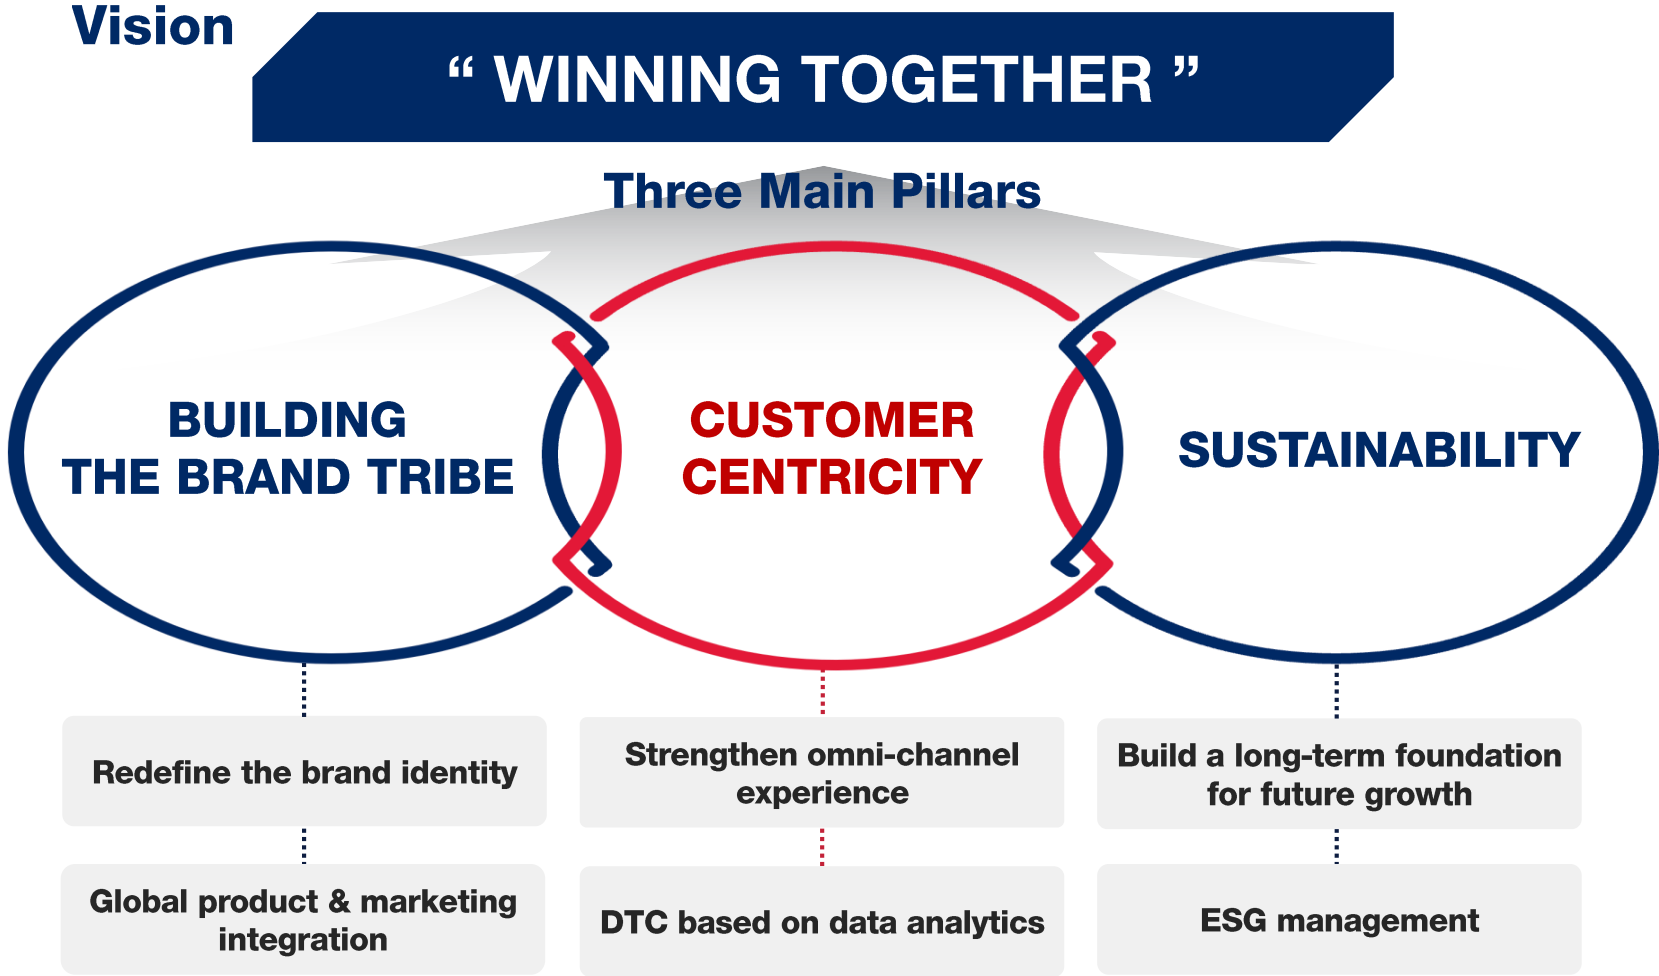 Vision
“ WINNING TOGETHER ”
Three Main Pillars
BUILDING
THE BRAND TRIBE
CUSTOMER
CENTRICITY
SUSTAINABILITY
Redefine the brand identity
Strengthen omni-channel
experience
Build a long-term foundation
for future growth
Global product & marketing
integration
DTC based on data analytics
ESG management